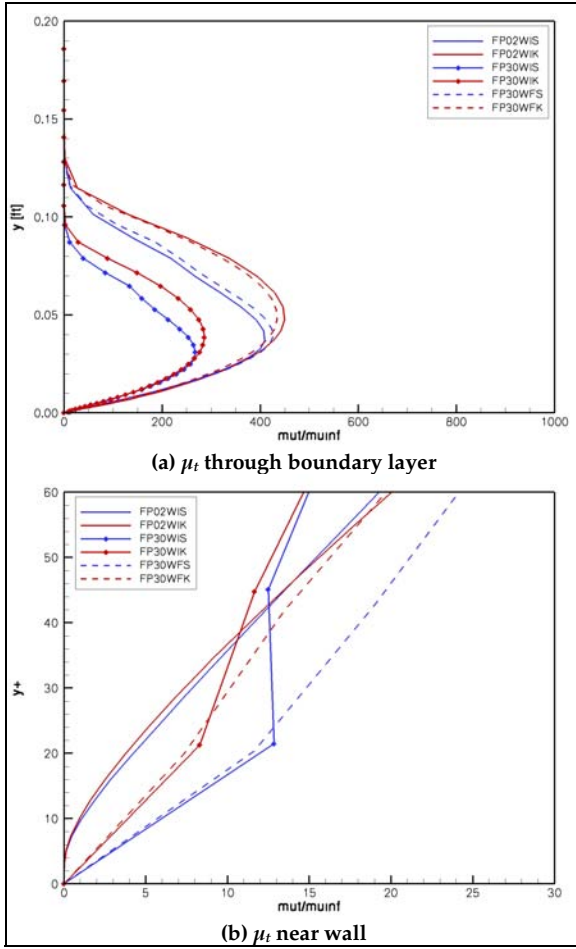 0.20
0.15
0.10
0.05
0.00
y [ft]
0
200
400
600
800
1000
mut/muinf
FP02WIS
FP02WIK
FP30WIS
FP30WIK
FP30WFS
FP30WFK
(a) μt through boundary layer
60
50
40
30
20
10
0
y+
0
5
10
15
20
25
30
mut/muinf
FP02WIS
FP02WIK
FP30WIS
FP30WIK
FP30WFS
FP30WFK
(b) μt near wall